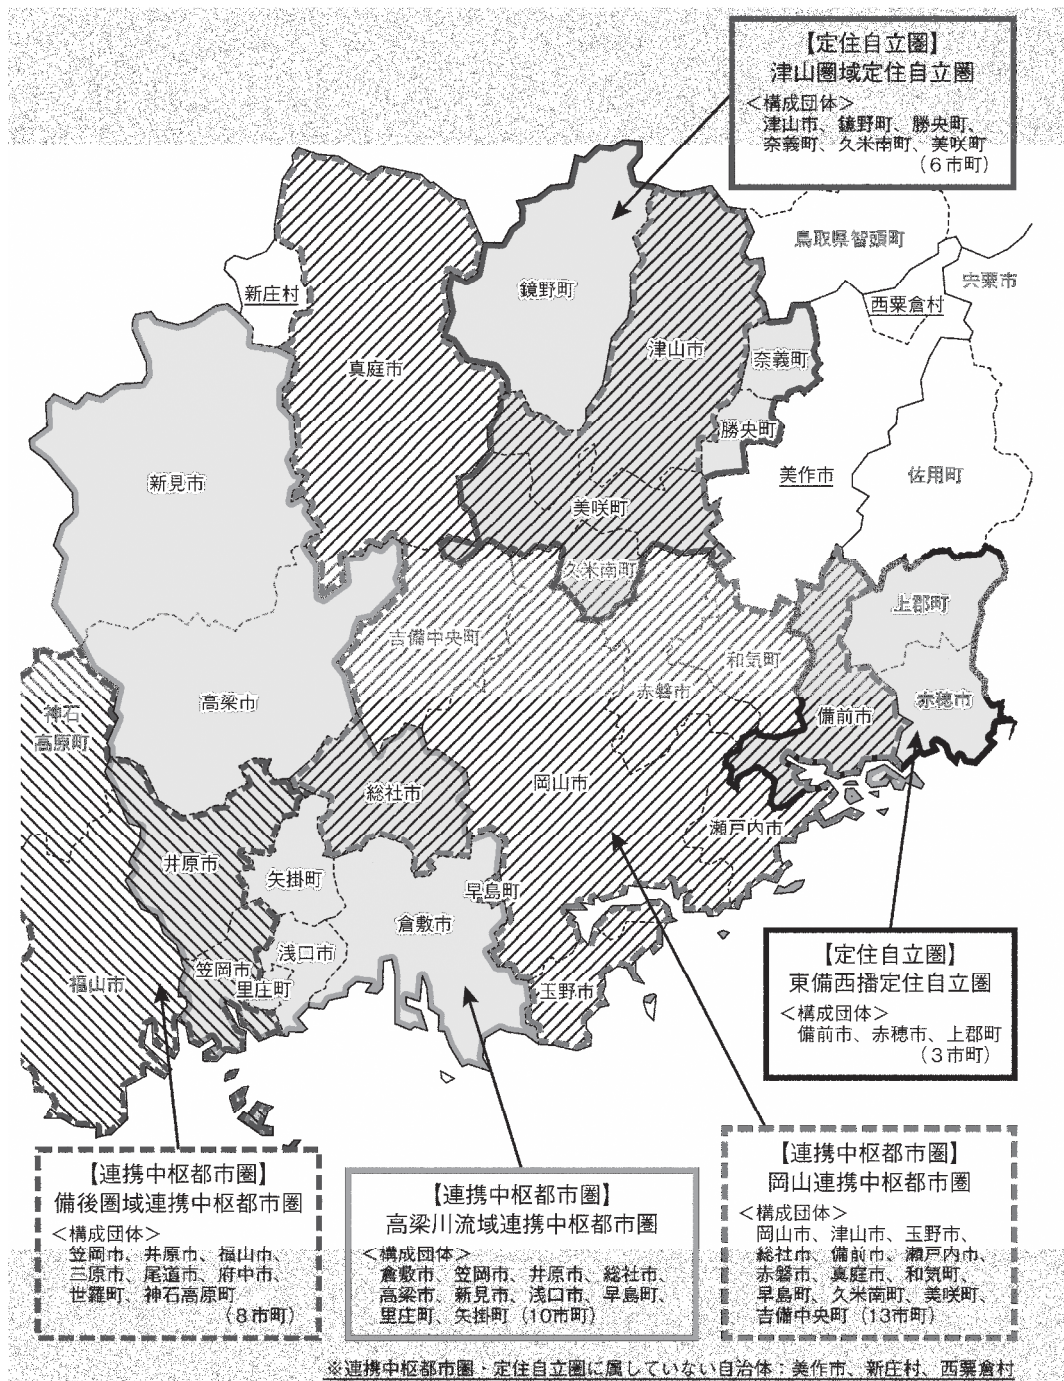 【定住自立圏】
津山圏域定住自立圏
＜構成団体＞
津山市、鏡野町、勝央町、
奈義町、久米南町、美咲町
（６市町）
鳥取県智頭町
宍粟市
西粟倉村
新庄村
鏡野町
津山市
奈義町
真庭市
勝央町
美作市
佐用町
新見市
美咲町
久米南町
上郡町
吉備中央町
和気町
赤磐市
赤穂市
高梁市
備前市
神石
高原町
岡山市
総社市
瀬戸内市
井原市
矢掛町
早島町
倉敷市
浅口市
笠岡市
里庄町
福山市
玉野市
【定住自立圏】
東備西播定住自立圏
＜構成団体＞
備前市、赤穂市、上郡町
（３市町）
【連携中枢都市圏】
備後圏域連携中枢都市圏
＜構成団体＞
笠岡市、井原市、福山市、
三原市、尾道市、府中市、
世羅町、神石高原町
（８市町）
【連携中枢都市圏】
高梁川流域連携中枢都市圏
＜構成団体＞
倉敷市、笠岡市、井原市、総社市、
高梁市、新見市、浅口市、早島町、
里庄町、矢掛町（10市町）
【連携中枢都市圏】
岡山連携中枢都市圏
＜構成団体＞
岡山市、津山市、玉野市、
総社市、備前市、瀬戸内市、
赤磐市、真庭市、和気町、
早島町、久米南町、美咲町、
吉備中央町（13市町）
※連携中枢都市圏・定住自立圏に属していない自治体：美作市、新庄村、西粟倉村